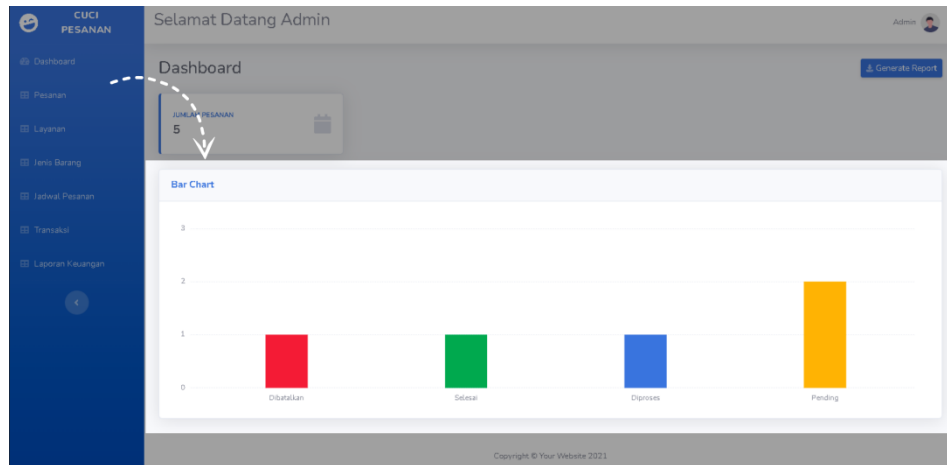 CUCI
PESANAN
Selamat Datang Admin
Admin
Dashboard
Pesanan
Layanan
Jenis Barang
Jadwal Pesanan
Transaksi
Laporan Keuangan
Dashboard
Generate Report
JUMLAH PESANAN
5
Bar Chart
3
2
1
0
Dibatalkan
Selesai
Diproses
Pending
Copyright © Your Website 2021